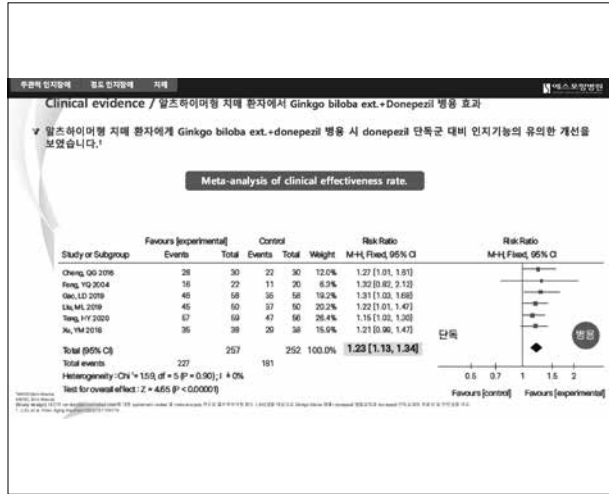 주관적 인지장애 경도 인지장애 치매
에스포항병원
Clinical evidence / 알츠하이머형 치매 환자에서 Ginkgo biloba ext.+Donepezil 병용 효과
알츠하이머형 치매 환자에게 Ginkgo biloba ext.+donepezil 병용 시 donepezil 단독군 대비 인지기능의 유의한 개선을
보였습니다.¹
Meta-analysis of clinical effectiveness rate.
Favours [experimental] Control Risk Ratio Risk Ratio
Study or Subgroup Events Total Events Total Weight M-H, Fixed, 95% CI M-H, Fixed, 95% CI
Cheng, QG 2016 28 30 22 30 12.0% 1.27 [1.01, 1.61]
Feng, YQ 2004 16 22 11 20 1.32 [0.82, 2.12]
Gao, LD 2019 58 19.2% 1.31 [1.03, 1.68]
Liu, ML 2019 45 50 37 50 20.2% 1.22 [1.01, 1.47]
Teng, HY 2020 57 59 47 56 26.4% 1.15 [1.02, 1.30]
Xu, YM 2016 35 38 29 38 15.9% 1.21 [0.99, 1.47]
Total (95% CI) 257 252 100.0% 1.23 [1.13, 1.34]
Total events 227 181
Heterogeneity: Chi² = 1.59, df = 5 (P = 0.90); I² = 0%
Test for overall effect: Z = 4.65 (P < 0.00001)
단독
병용
0.5 0.7 1 1.5 2
Favours [control] Favours [experimental]